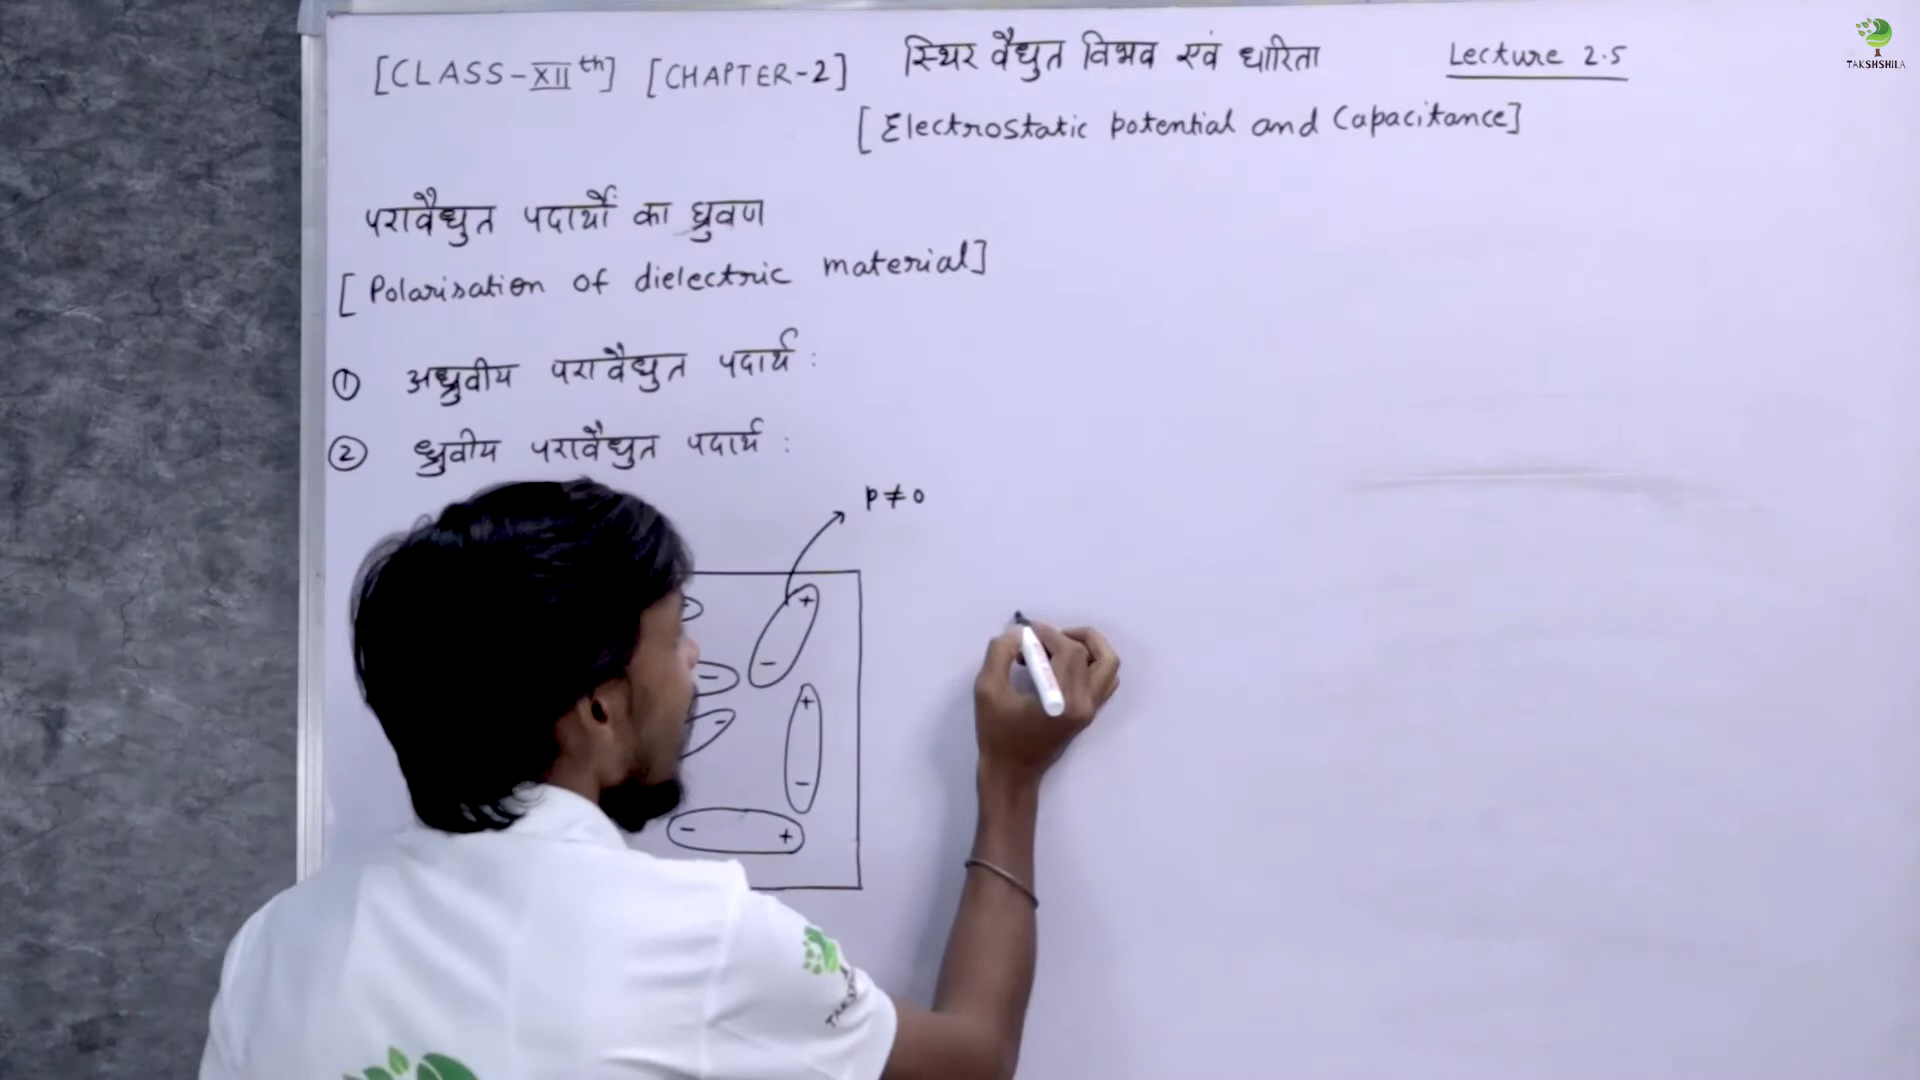 [CLASS-XIIth] [CHAPTER-2] स्थिर वैधुत विभव एवं धारिता Lecture 2.5
[Electrostatic potential and Capacitance]
TAKSHSHILA
परावैधुत पदार्थों का ध्रुवण
[Polarisation of dielectric material]
① अध्रुवीय परावैधुत पदार्थ :
② ध्रुवीय परावैधुत पदार्थ :
p≠0
+
-
-
+
-
-
- +